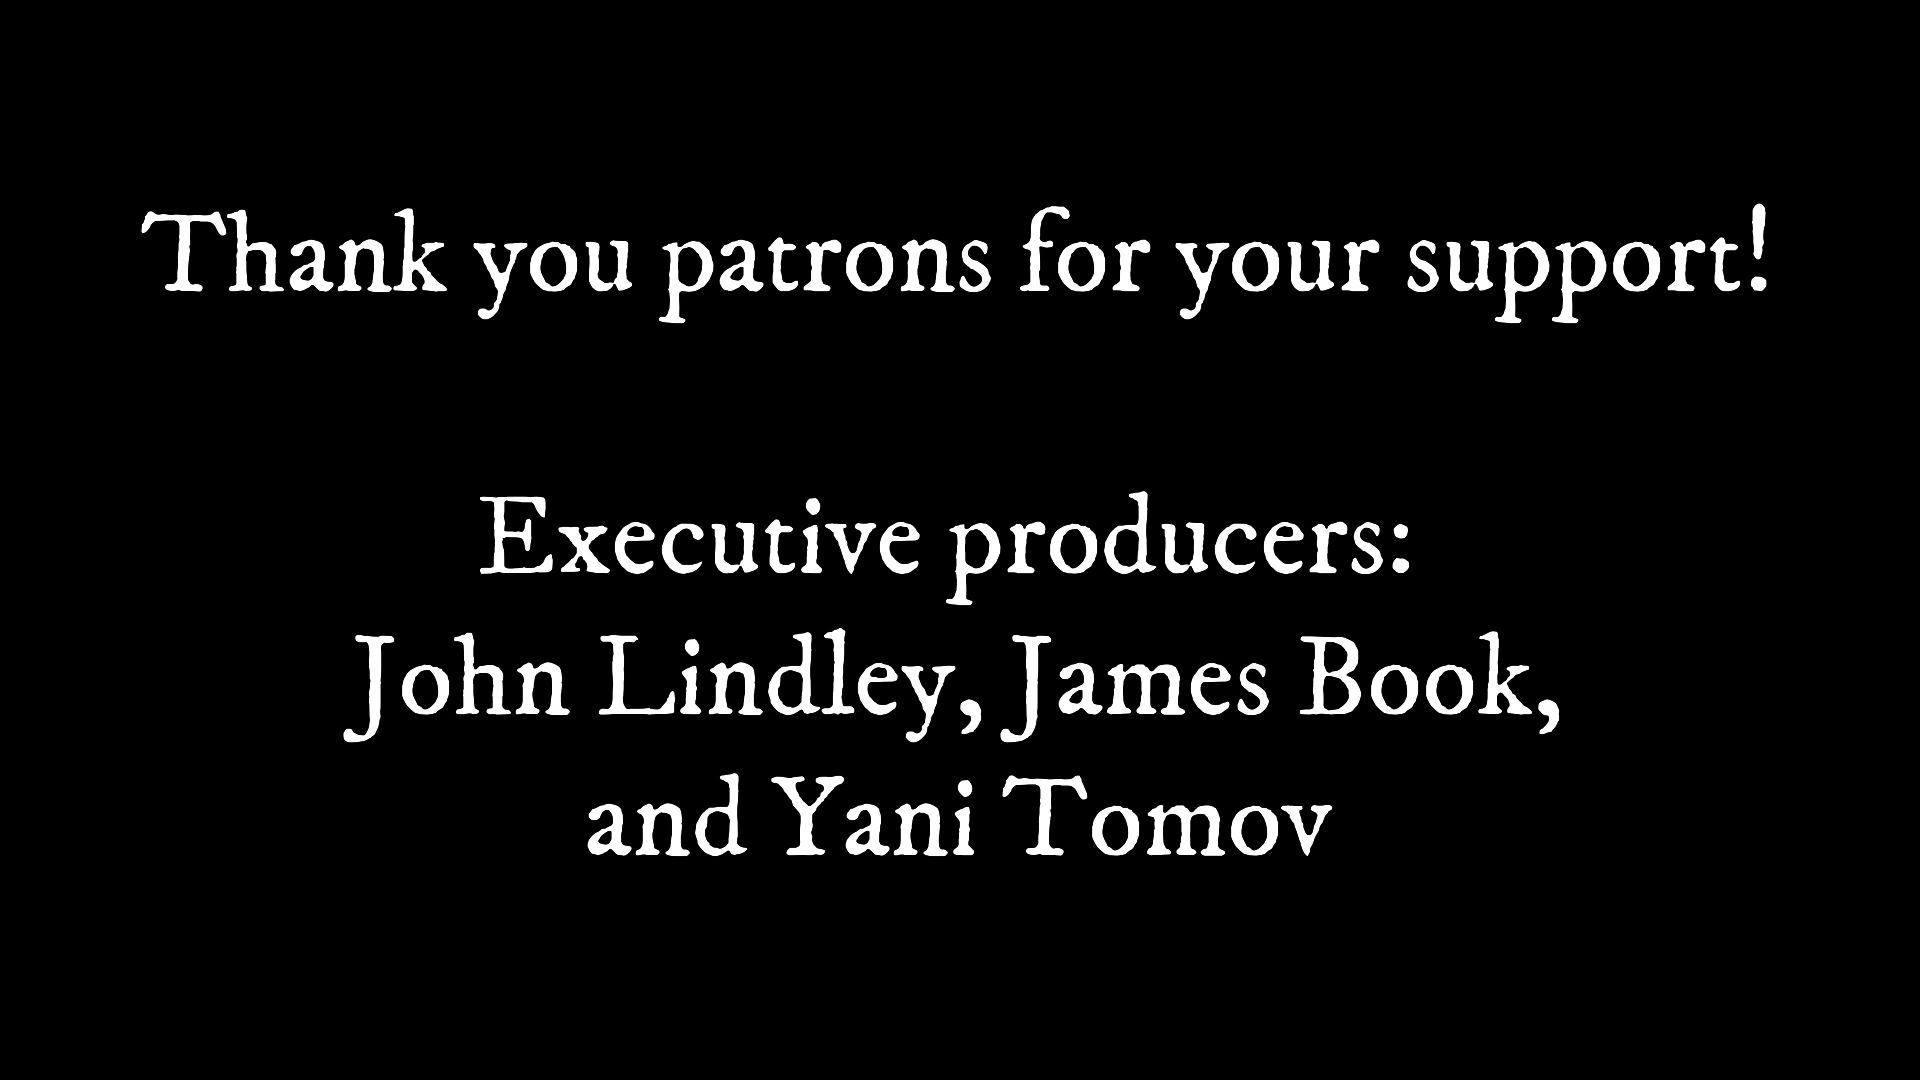 Thank you patrons for your support!
Executive producers:
John Lindley, James Book,
and Yani Tomov